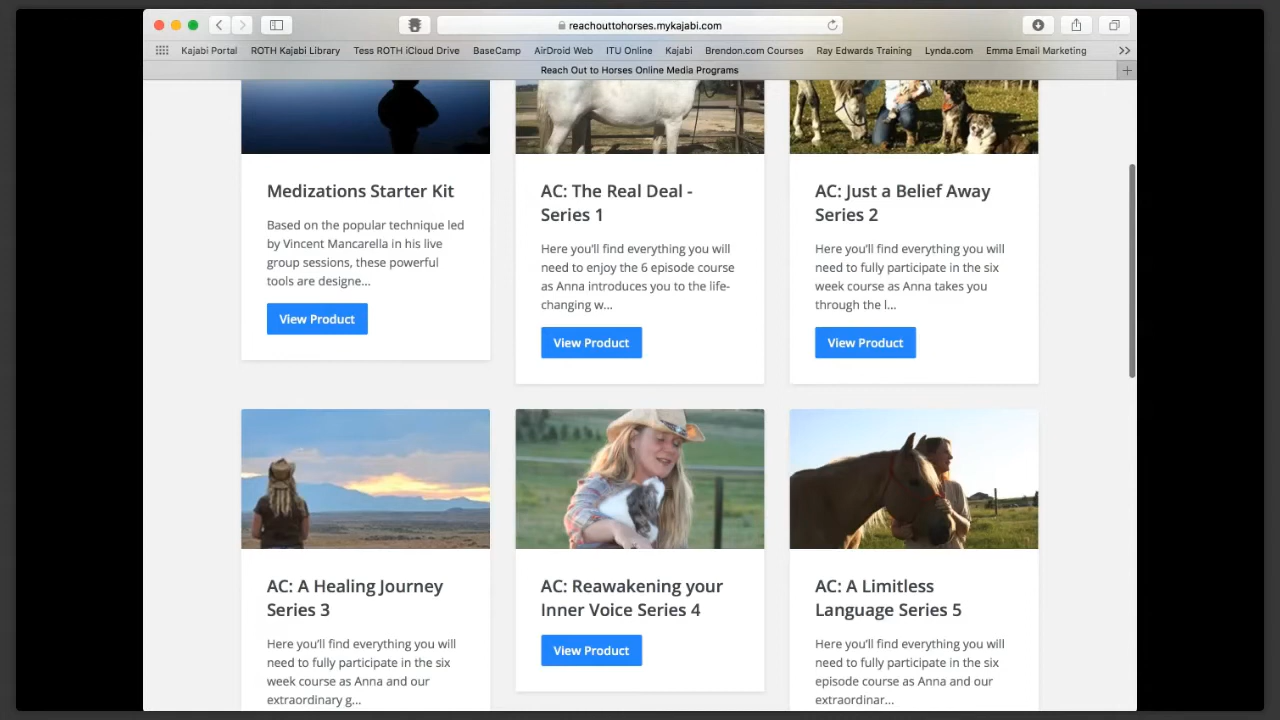 reachouttohorses.mykajabi.com
Kajabi Portal ROTH Kajabi Library Tess ROTH iCloud Drive BaseCamp AirDroid Web ITU Online Kajabi Brendon.com Courses Ray Edwards Training Lynda.com Emma Email Marketing
Reach Out to Horses Online Media Programs
Medizations Starter Kit
Based on the popular technique led
by Vincent Mancarella in his live
group sessions, these powerful
tools are designe...
View Product
AC: The Real Deal -
Series 1
Here you'll find everything you will
need to enjoy the 6 episode course
as Anna introduces you to the life-
changing w...
View Product
AC: Just a Belief Away
Series 2
Here you'll find everything you will
need to fully participate in the six
week course as Anna takes you
through the l...
View Product
AC: A Healing Journey
Series 3
Here you'll find everything you will
need to fully participate in the six
week course as Anna and our
extraordinary g...
AC: Reawakening your
Inner Voice Series 4
View Product
AC: A Limitless
Language Series 5
Here you'll find everything you will
need to fully participate in the six
episode course as Anna and our
extraordinar...